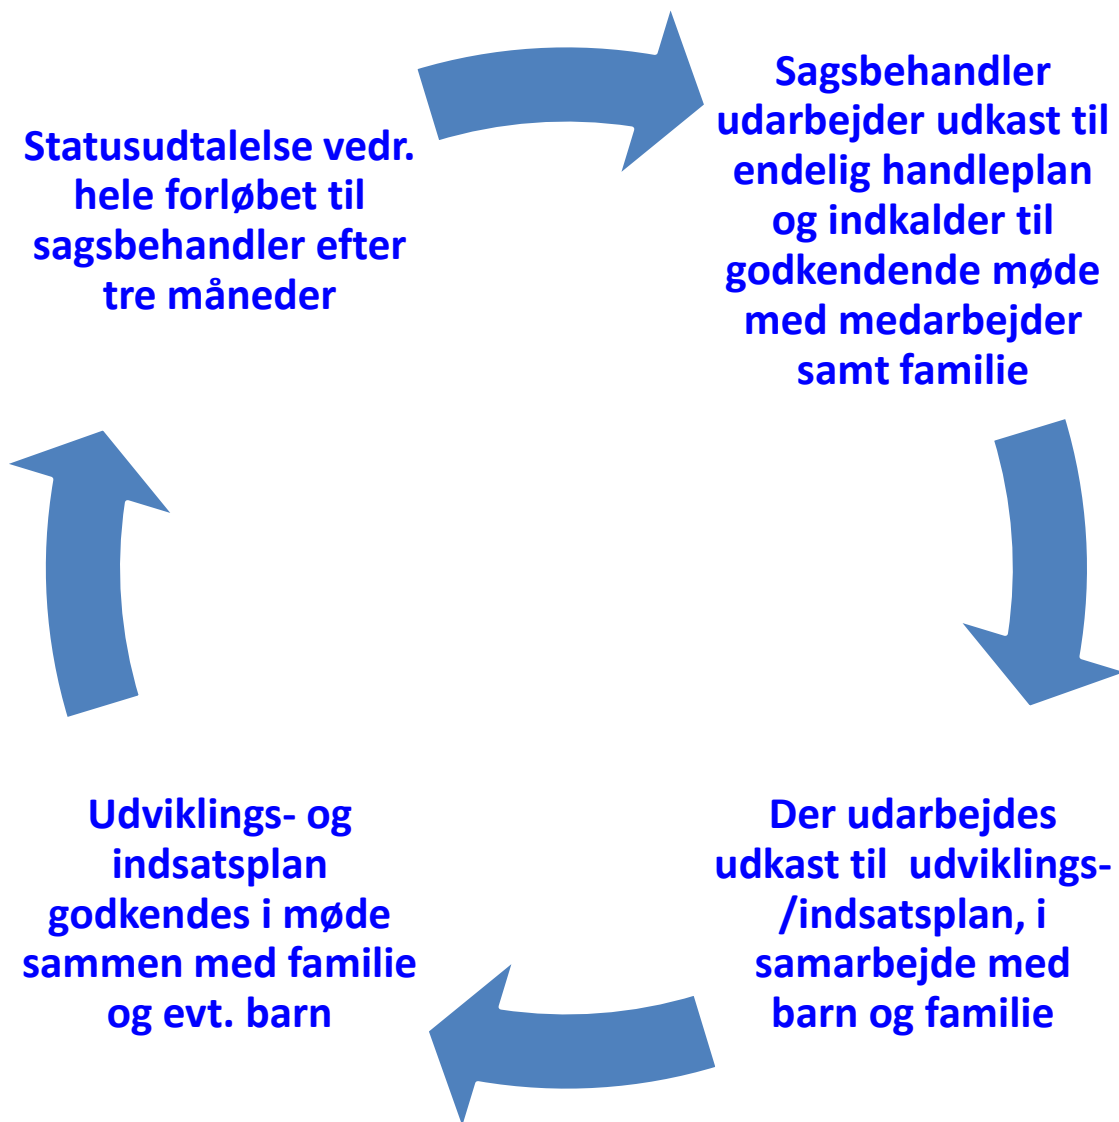 Statusudtalelse vedr.
hele forløbet til
sagsbehandler efter
tre måneder
Sagsbehandler
udarbejder udkast til
endelig handleplan
og indkalder til
godkendende møde
med medarbejder
samt familie
Der udarbejdes
udkast til  udviklings-
/indsatsplan, i
samarbejde med
barn og familie
Udviklings- og
indsatsplan
godkendes i møde
sammen med familie
og evt. barn